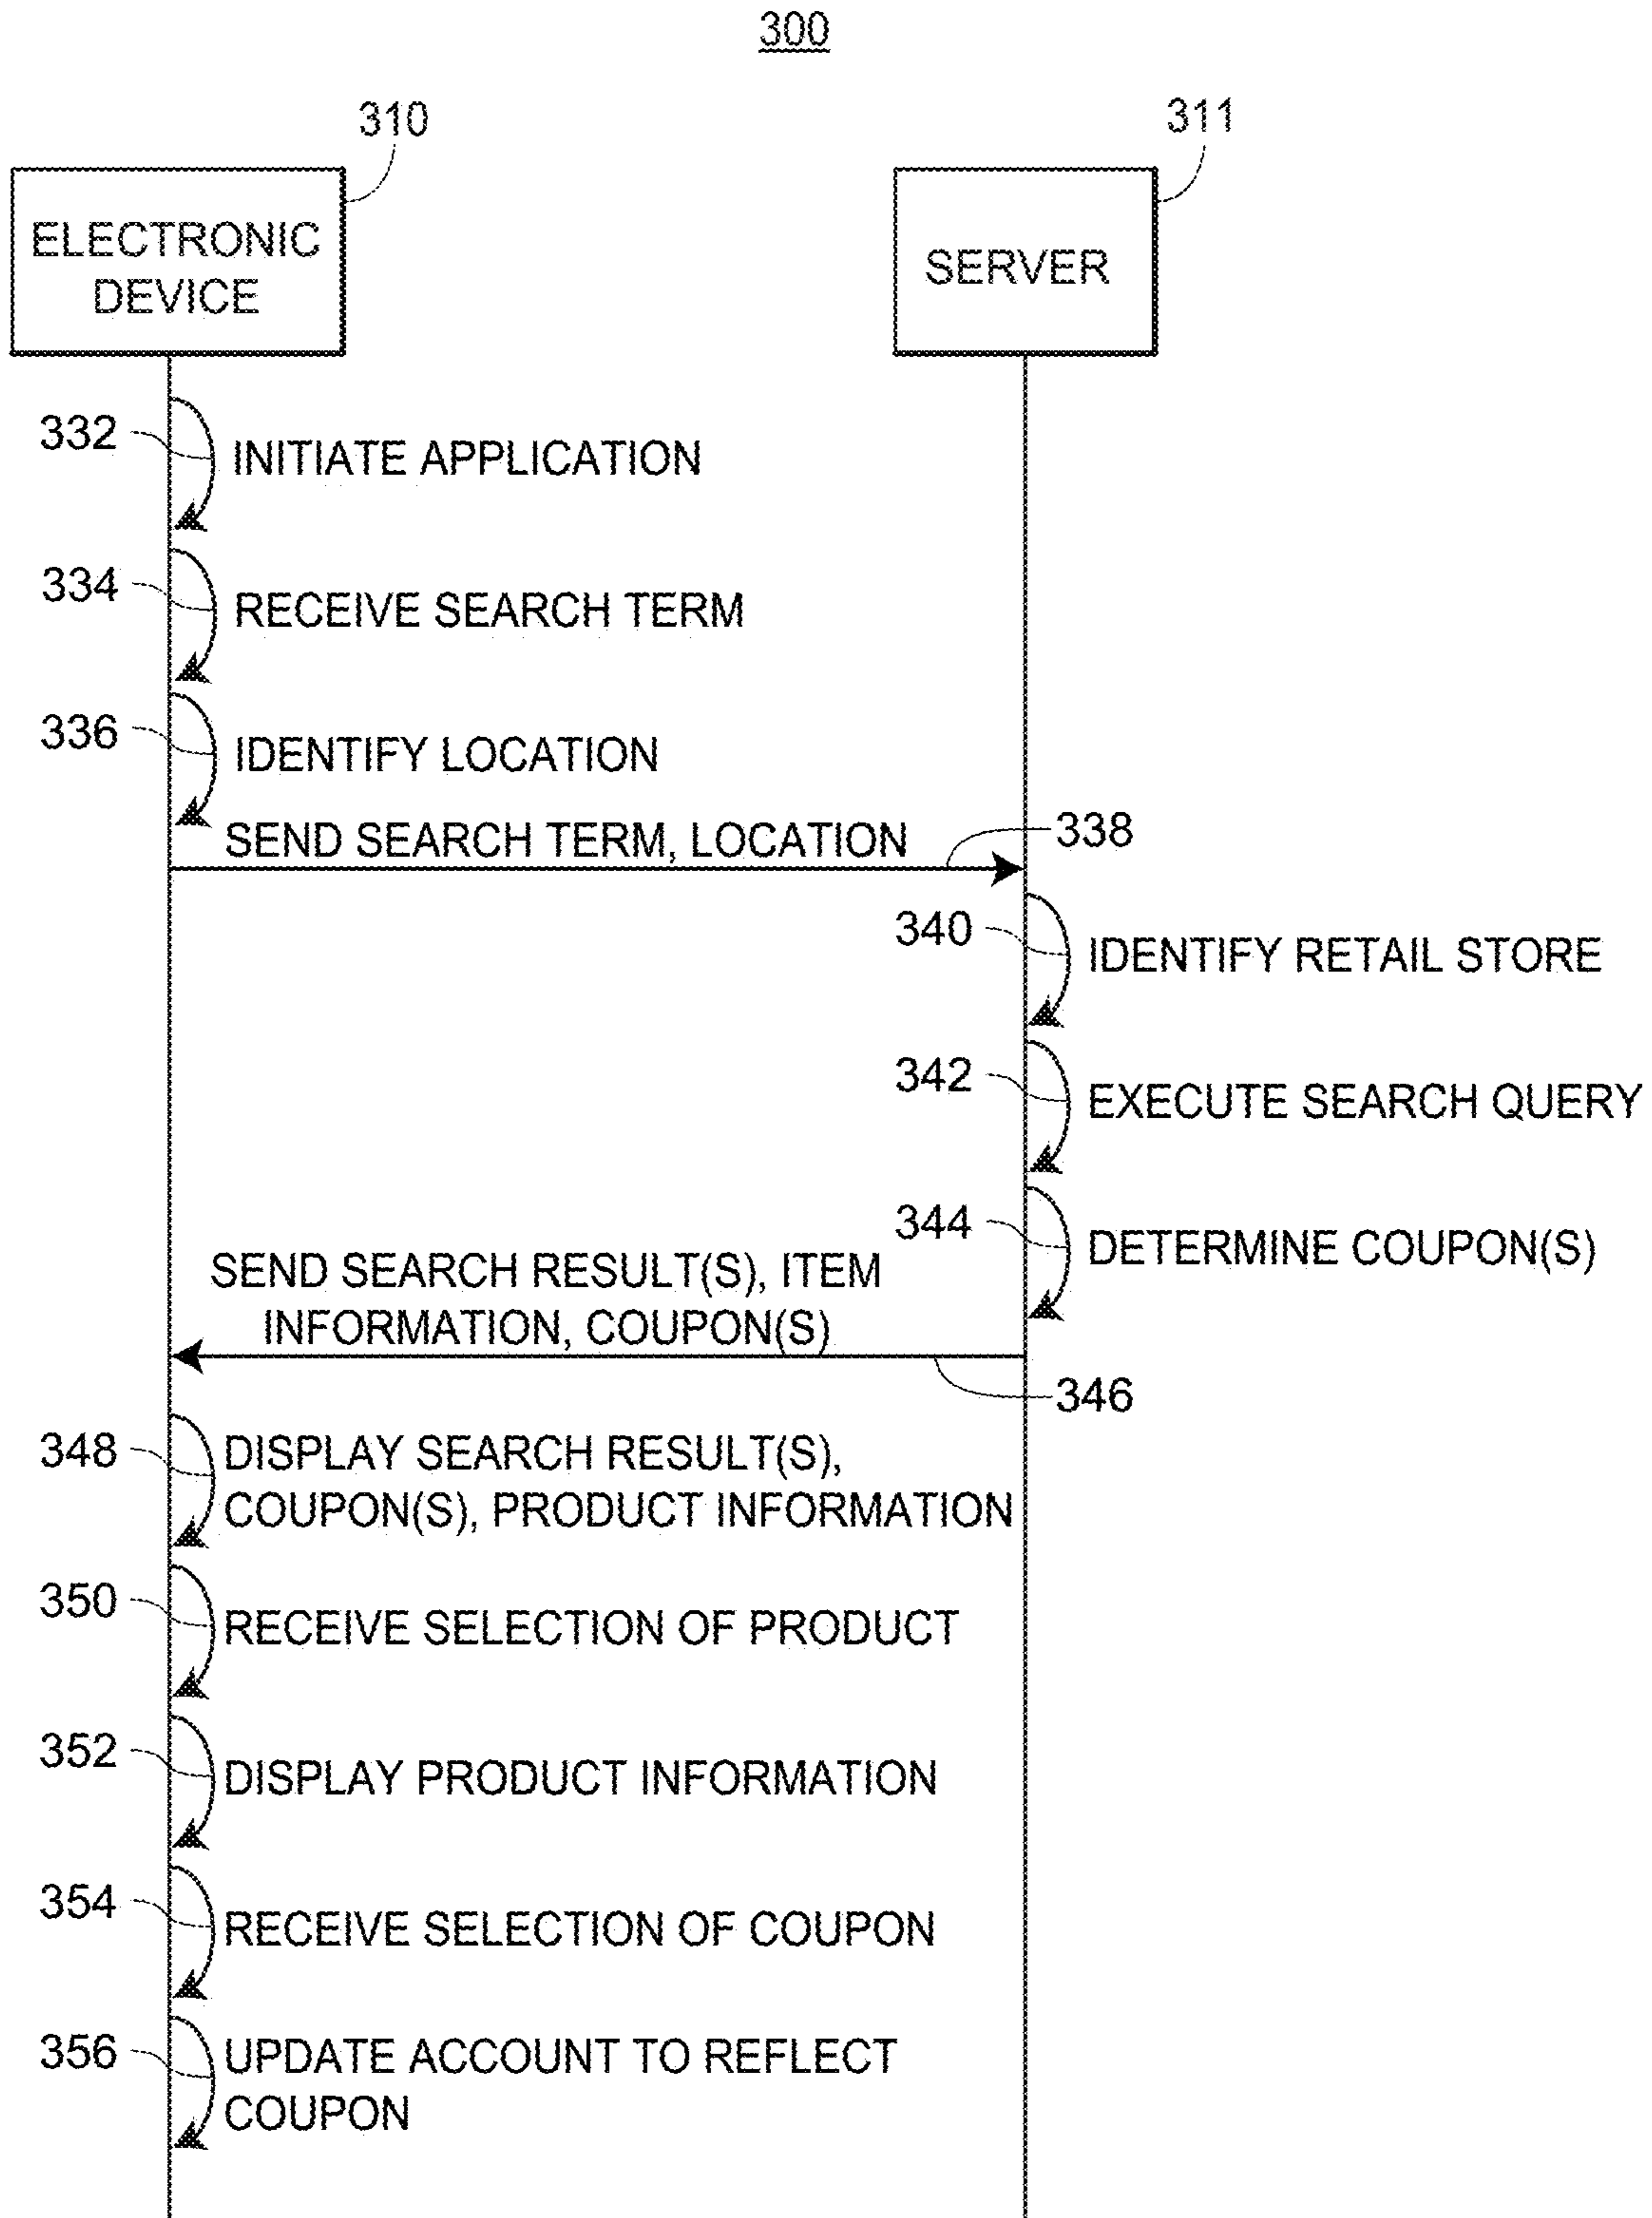 300
310
311
ELECTRONIC
DEVICE
SERVER
332
INITIATE APPLICATION
334
RECEIVE SEARCH TERM
336
IDENTIFY LOCATION
SEND SEARCH TERM, LOCATION
338
340
IDENTIFY RETAIL STORE
342
EXECUTE SEARCH QUERY
344
DETERMINE COUPON(S)
SEND SEARCH RESULT(S), ITEM
INFORMATION, COUPON(S)
346
348
DISPLAY SEARCH RESULT(S),
COUPON(S), PRODUCT INFORMATION
350
RECEIVE SELECTION OF PRODUCT
352
DISPLAY PRODUCT INFORMATION
354
RECEIVE SELECTION OF COUPON
356
UPDATE ACCOUNT TO REFLECT
COUPON